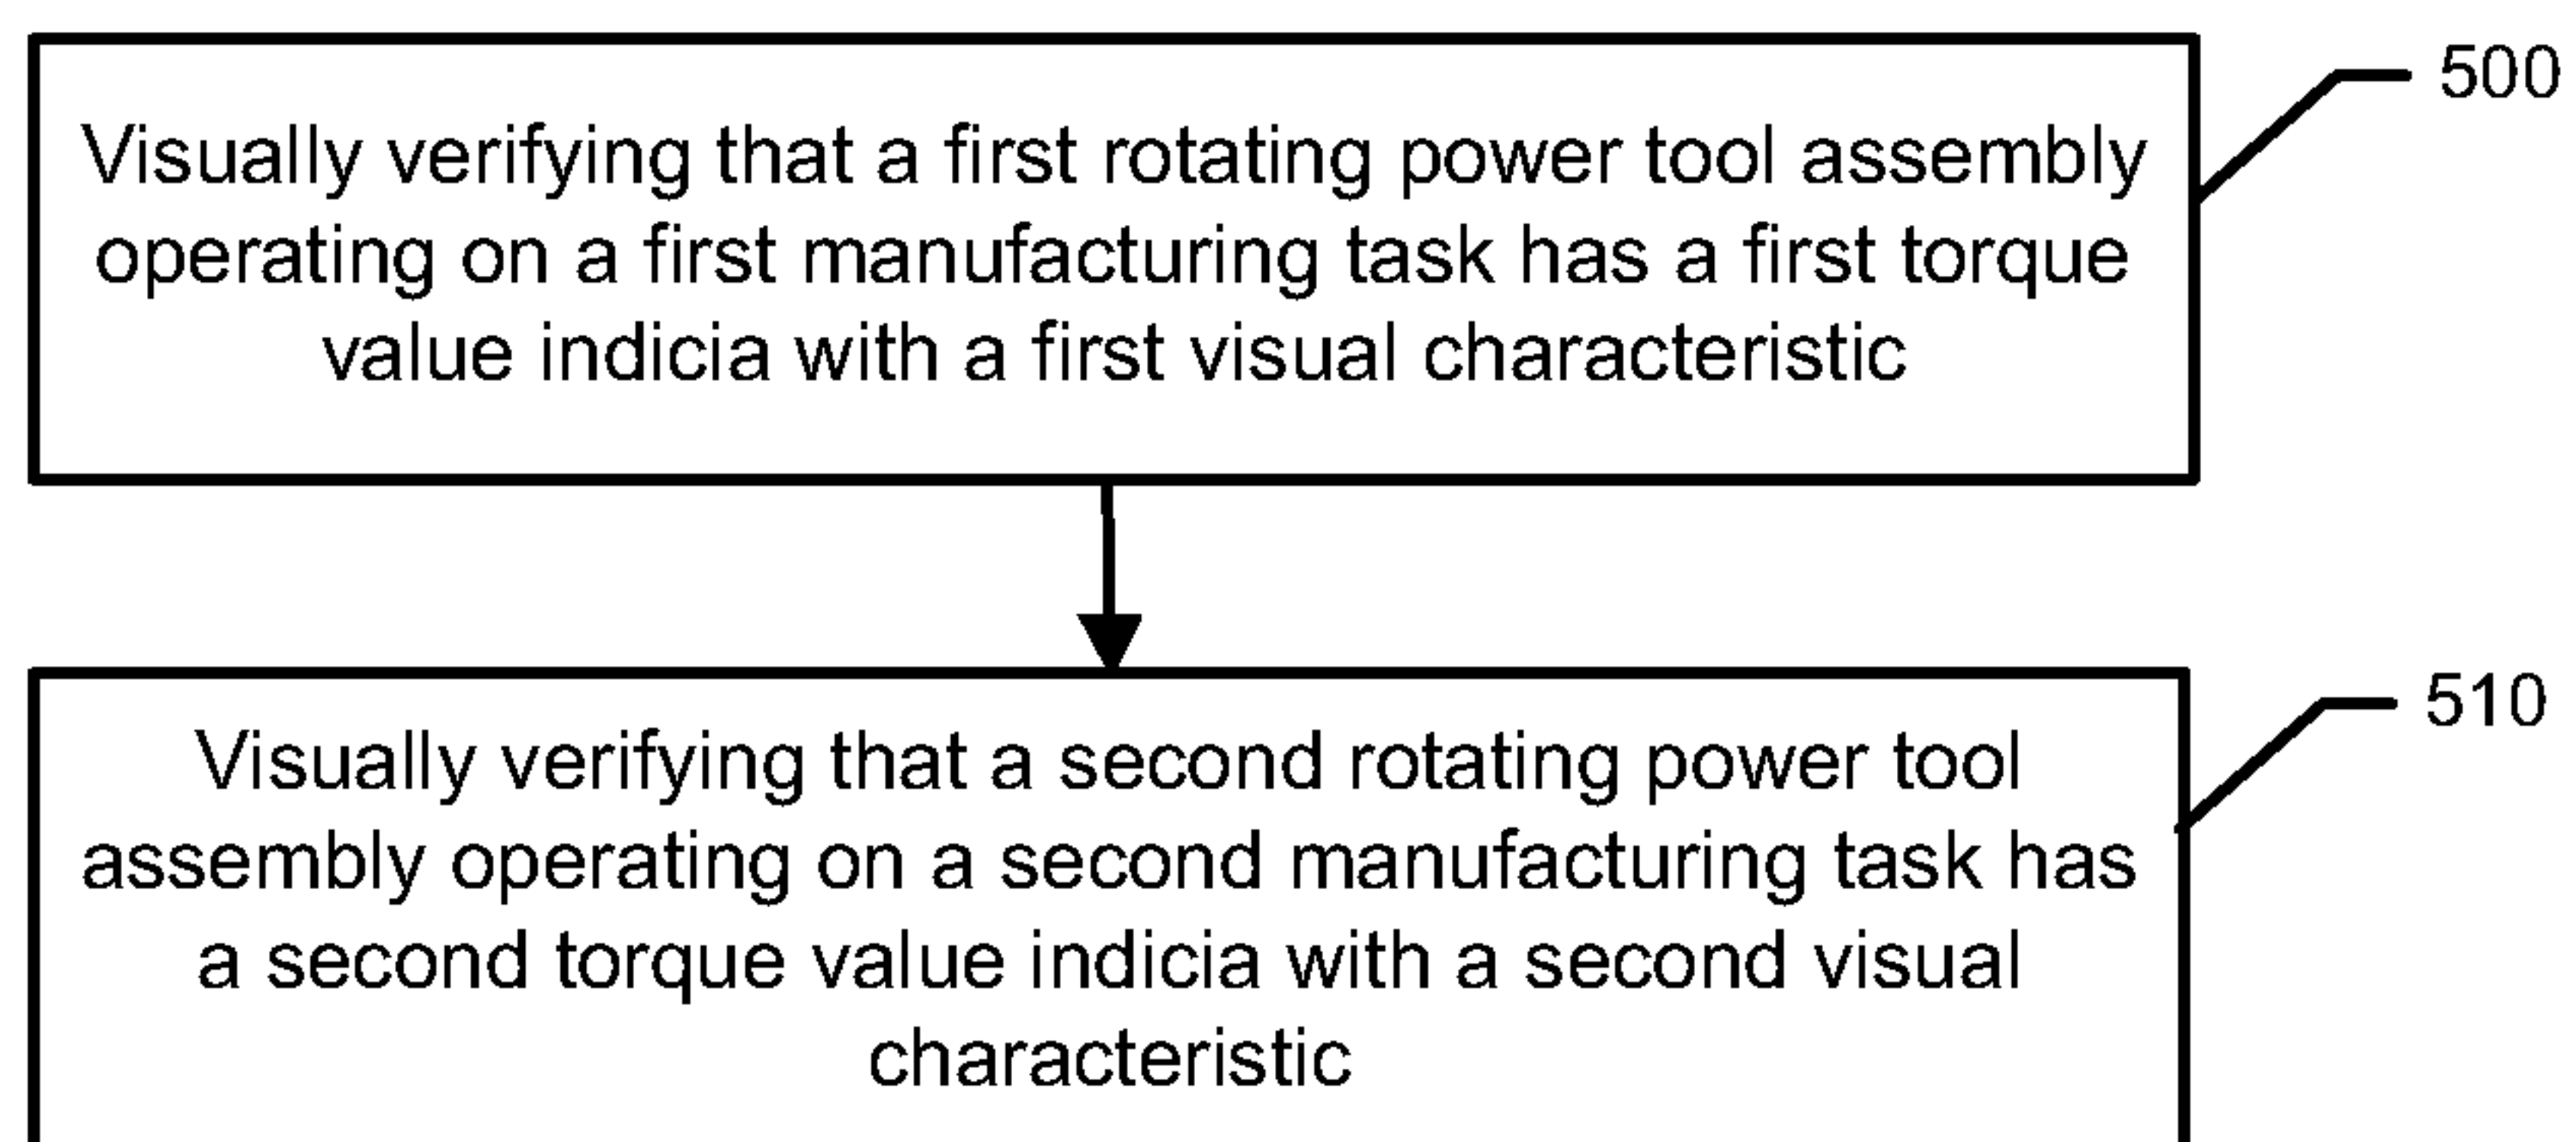 500
Visually verifying that a first rotating power tool assembly
operating on a first manufacturing task has a first torque
value indicia with a first visual characteristic
510
Visually verifying that a second rotating power tool
assembly operating on a second manufacturing task has
a second torque value indicia with a second visual
characteristic